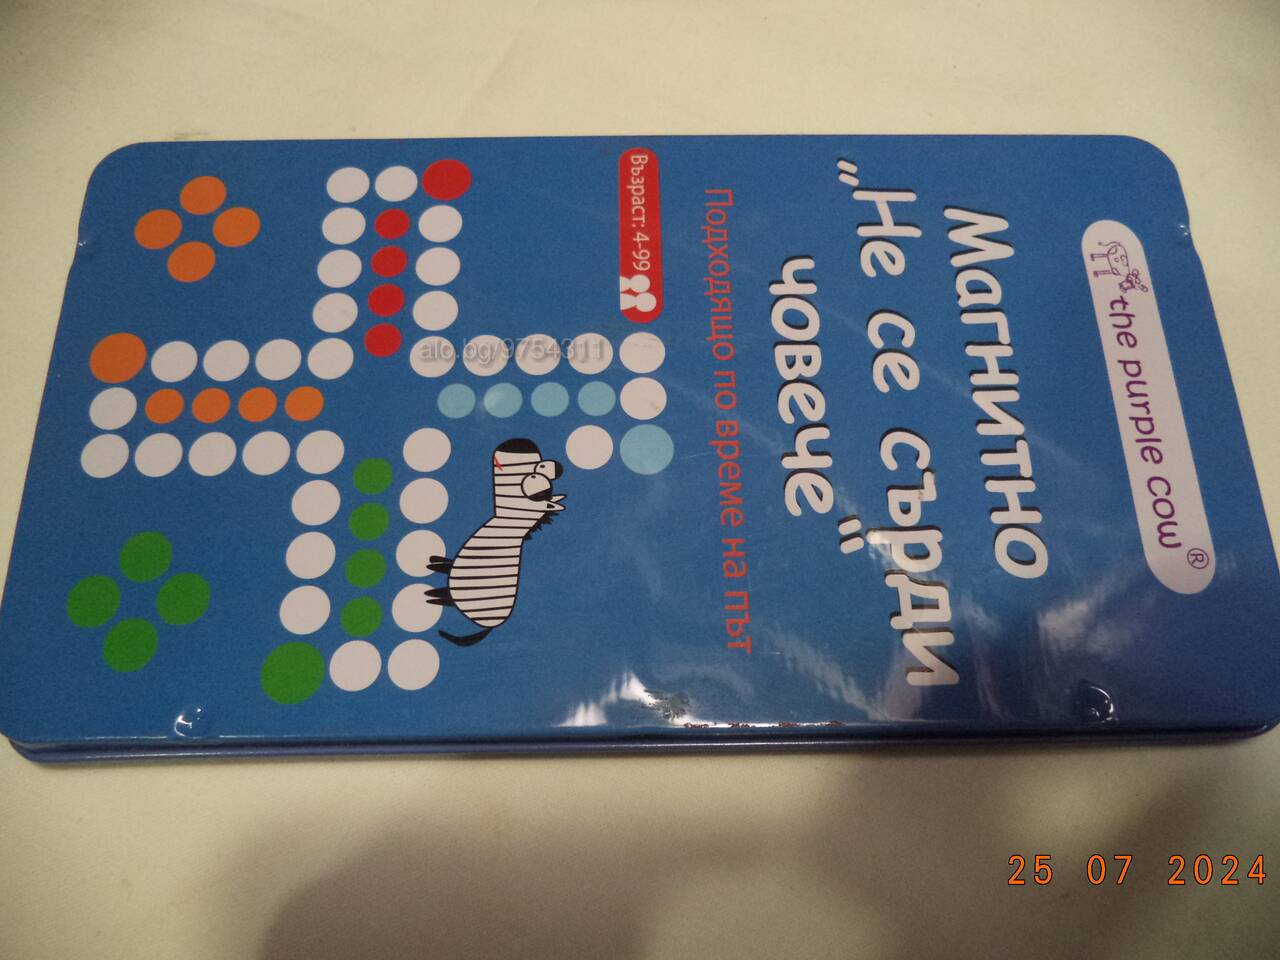 the purple cow®
Магнитно
„Не се сърди
човече“
Подходящо по време на път
Възраст: 4-99
alo.bg/9754311
25 07 2024